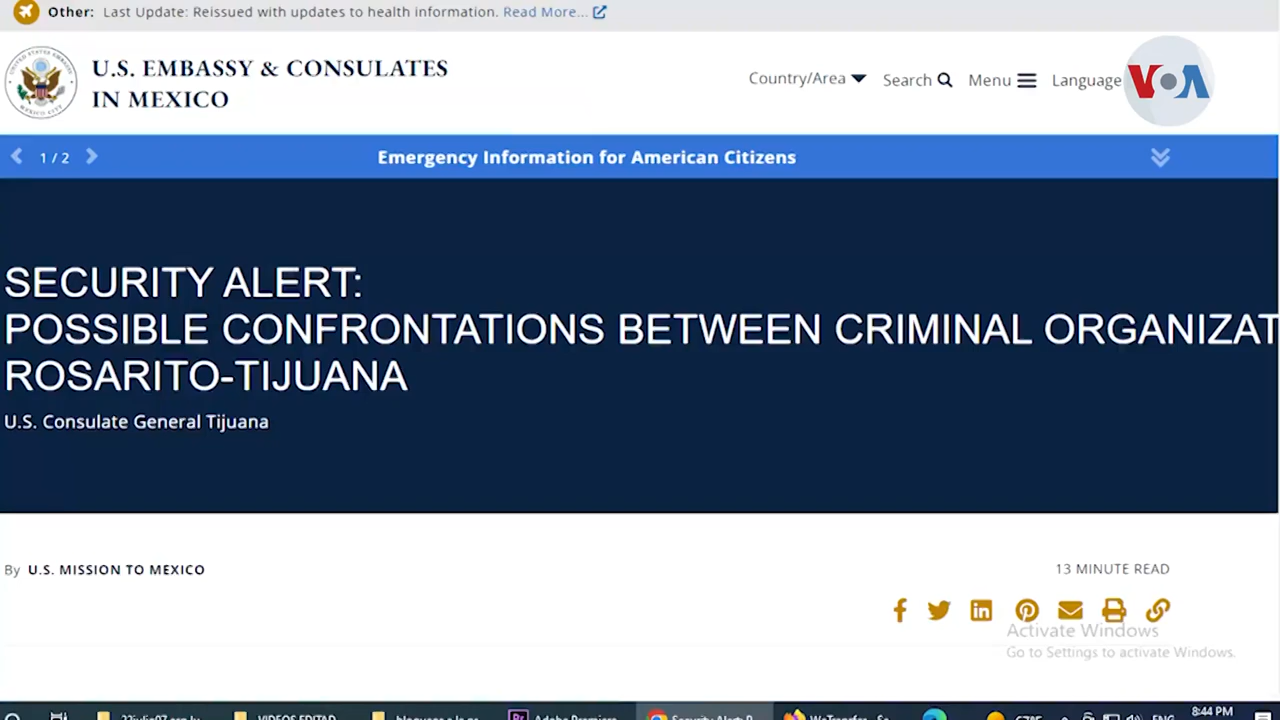 Other: Last Update: Reissued with updates to health information. Read More...
U.S. EMBASSY & CONSULATES
IN MEXICO
Country/Area Search Menu Language
VOA
1 / 2
Emergency Information for American Citizens
SECURITY ALERT:
POSSIBLE CONFRONTATIONS BETWEEN CRIMINAL ORGANIZAT
ROSARITO-TIJUANA
U.S. Consulate General Tijuana
By U.S. MISSION TO MEXICO
13 MINUTE READ
Activate Windows
Go to Settings to activate Windows.
8:44 PM